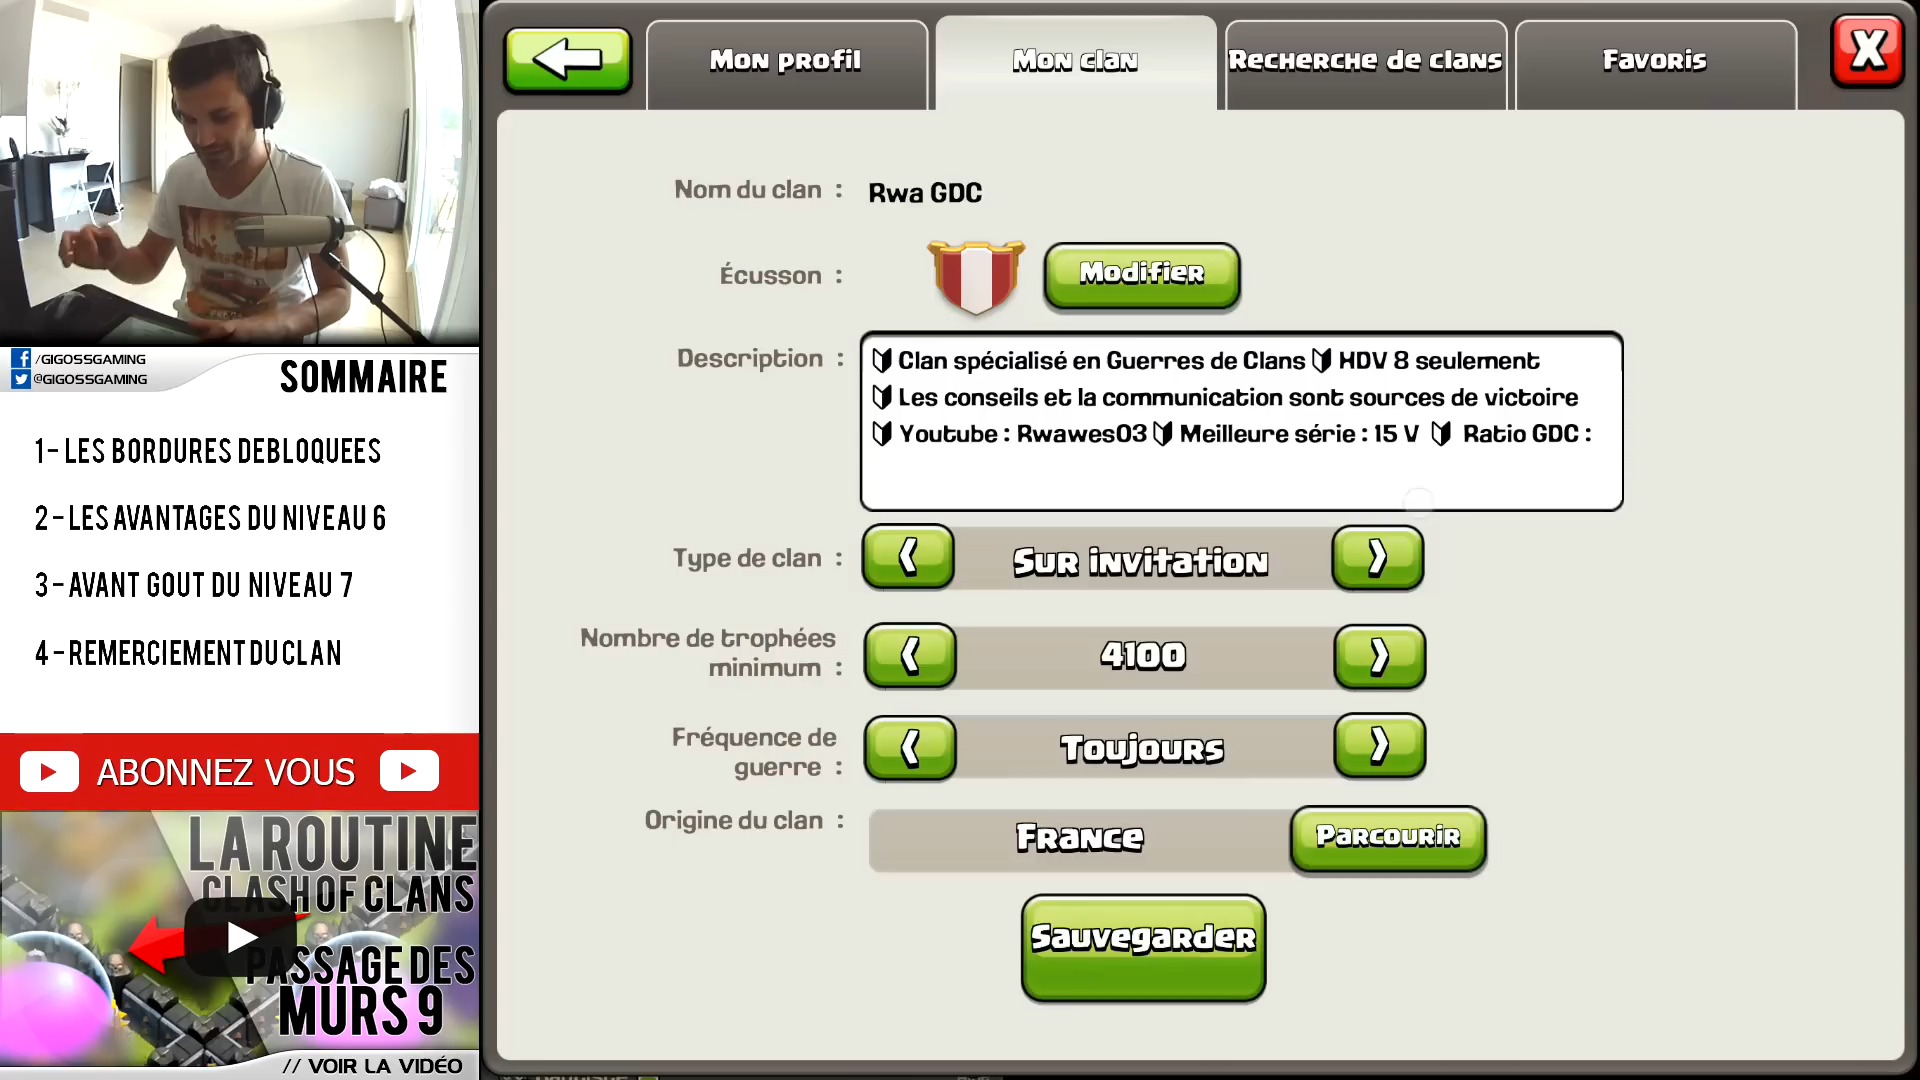 /GIGOSSGAMING
@GIGOSSGAMING
SOMMAIRE
1- LES BORDURES DEBLOQUEES
2- LES AVANTAGES DU NIVEAU 6
3- AVANT GOUT DU NIVEAU 7
4- REMERCIEMENT DU CLAN
ABONNEZ VOUS
LA ROUTINE
CLASH OF CLANS
PASSAGE DES
MURS 9
// VOIR LA VIDÉO
Mon profil
Mon clan
Recherche de clans
Favoris
X
Nom du clan : Rwa GDC
Écusson : Modifier
Description : Clan spécialisé en Guerres de Clans HDV 8 seulement
Les conseils et la communication sont sources de victoire
Youtube : Rwawes03 Meilleure série : 15 V Ratio GDC :
Type de clan : Sur invitation
Nombre de trophées
minimum : 4100
Fréquence de
guerre : Toujours
Origine du clan : France Parcourir
Sauvegarder